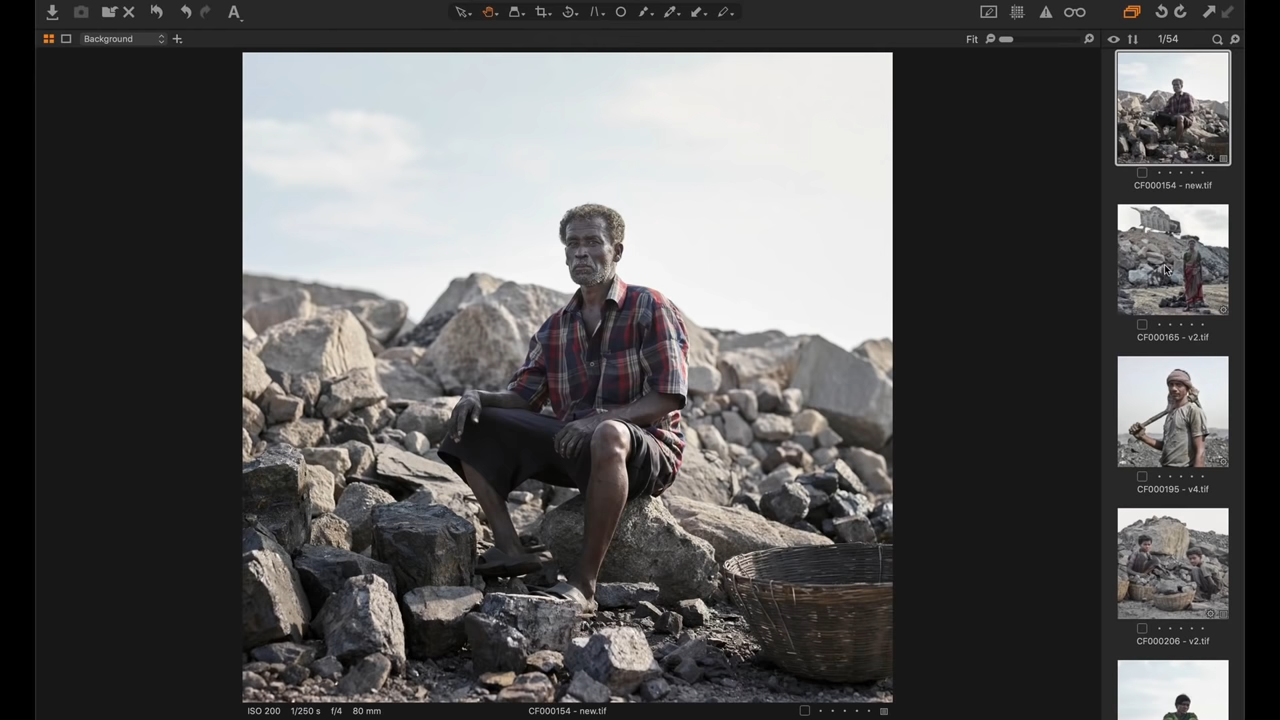 A
Background
Fit
1/54
CF000154 - new.tif
CF000165 - v2.tif
CF000195 - v4.tif
CF000206 - v2.tif
ISO 200 1/250 s f/4 80 mm
CF000154 - new.tif